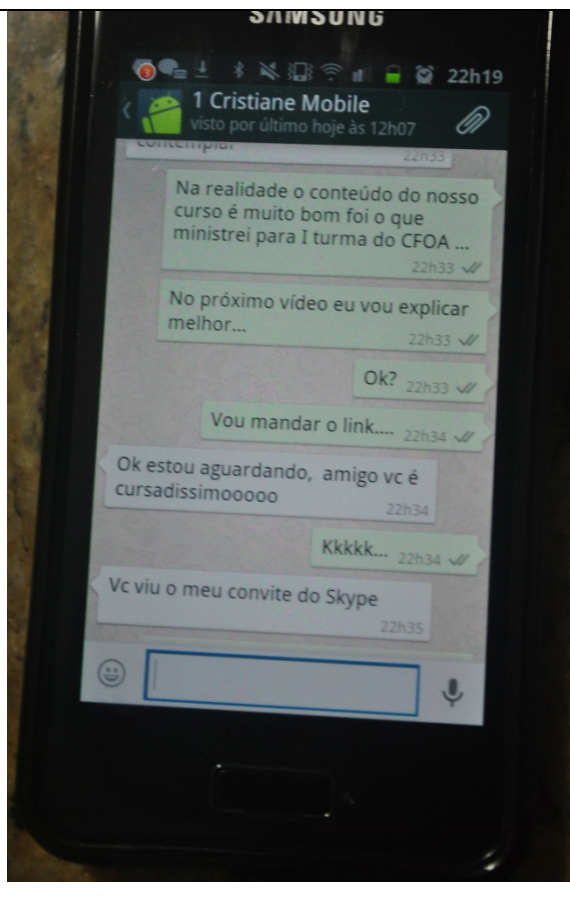 SAMSUNG
3
22h19
1 Cristiane Mobile
visto por último hoje às 12h07
contemplar
22h33
Na realidade o conteúdo do nosso
curso é muito bom foi o que
ministrei para I turma do CFOA ...
22h33
No próximo vídeo eu vou explicar
melhor...
22h33
Ok? 22h33
Vou mandar o link.... 22h34
Ok estou aguardando, amigo vc é
cursadissimooooo
22h34
Kkkkk... 22h34
Vc viu o meu convite do Skype
22h35